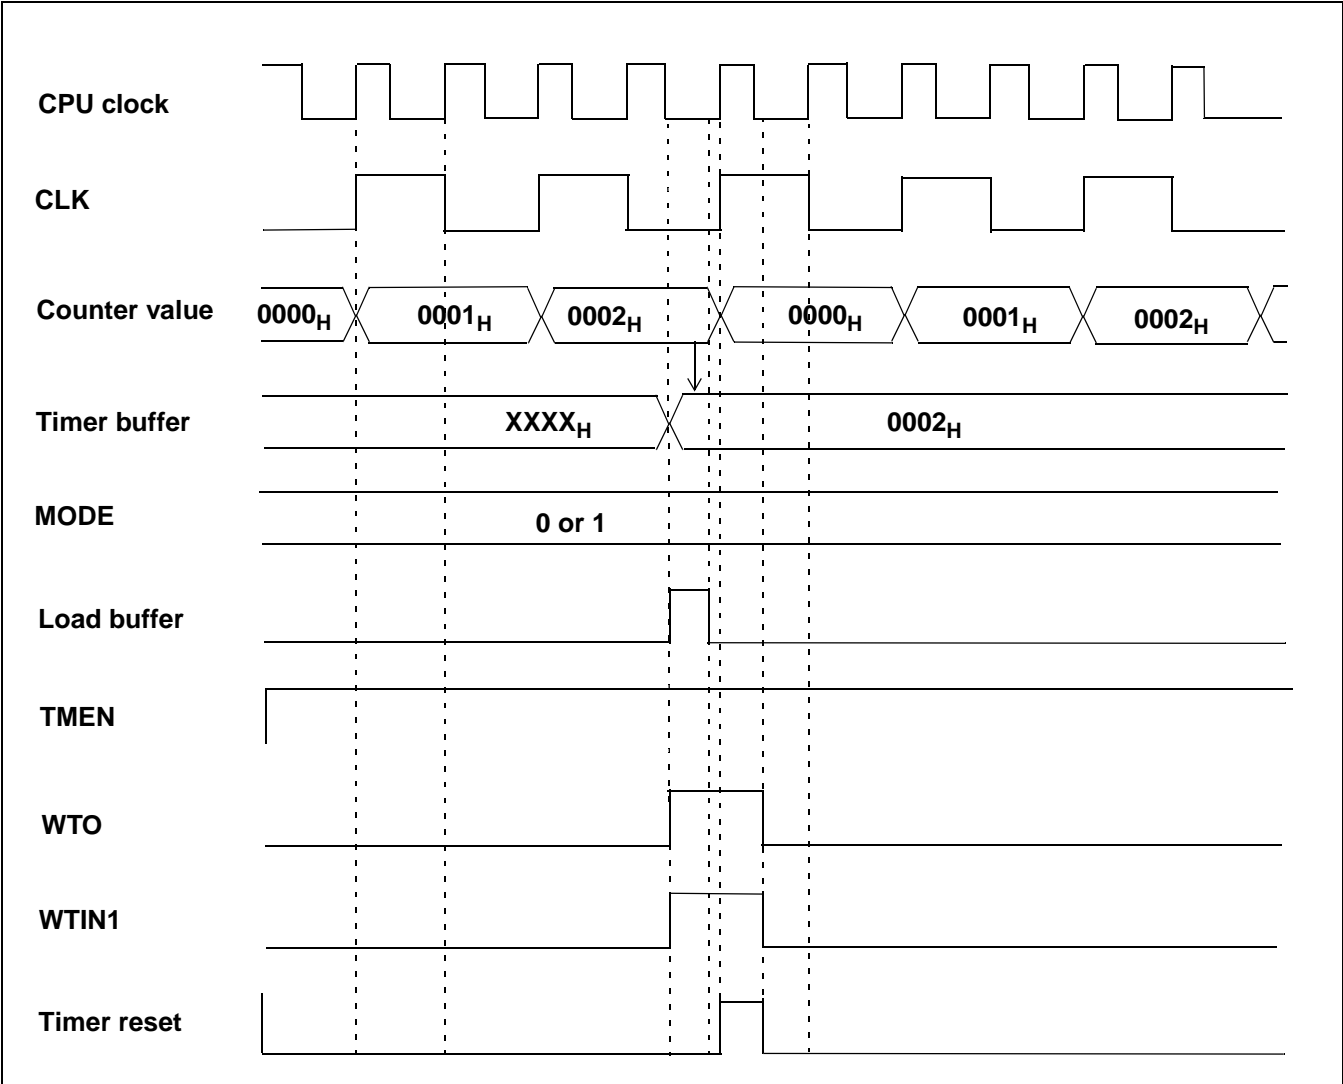 CPU clock
CLK
Counter value 0000H 0001H 0002H 0000H 0001H 0002H
Timer buffer XXXXH 0002H
MODE 0 or 1
Load buffer
TMEN
WTO
WTIN1
Timer reset